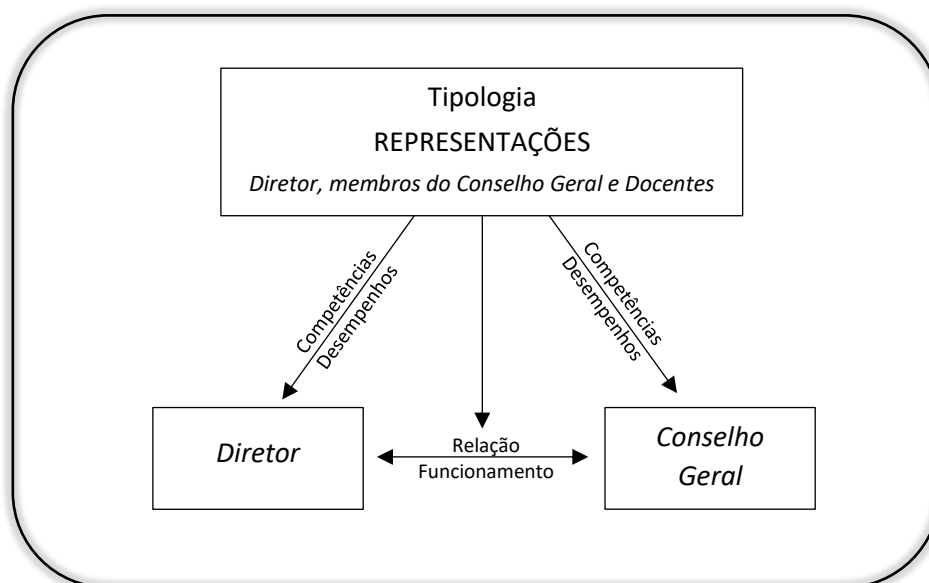 Tipologia
REPRESENTAÇÕES
Diretor, membros do Conselho Geral e Docentes
Competências
Desempenhos
Competências
Desempenhos
Diretor
Relação
Funcionamento
Conselho
Geral